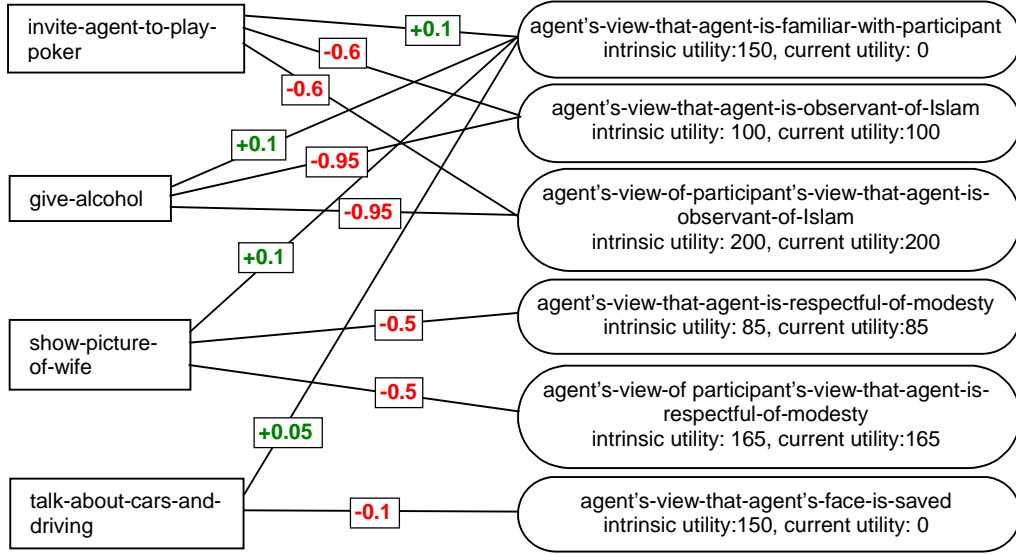 invite-agent-to-play-
poker
+0.1
-0.6
-0.6
agent's-view-that-agent-is-familiar-with-participant
intrinsic utility:150, current utility: 0
agent's-view-that-agent-is-observant-of-Islam
intrinsic utility: 100, current utility:100
give-alcohol
+0.1
-0.95
-0.95
agent's-view-of-participant's-view-that-agent-is-
observant-of-Islam
intrinsic utility: 200, current utility:200
show-picture-
of-wife
+0.1
-0.5
-0.5
agent's-view-that-agent-is-respectful-of-modesty
intrinsic utility: 85, current utility:85
agent's-view-of participant's-view-that-agent-is-
respectful-of-modesty
intrinsic utility: 165, current utility:165
talk-about-cars-and-
driving
+0.05
-0.1
agent's-view-that-agent's-face-is-saved
intrinsic utility:150, current utility: 0